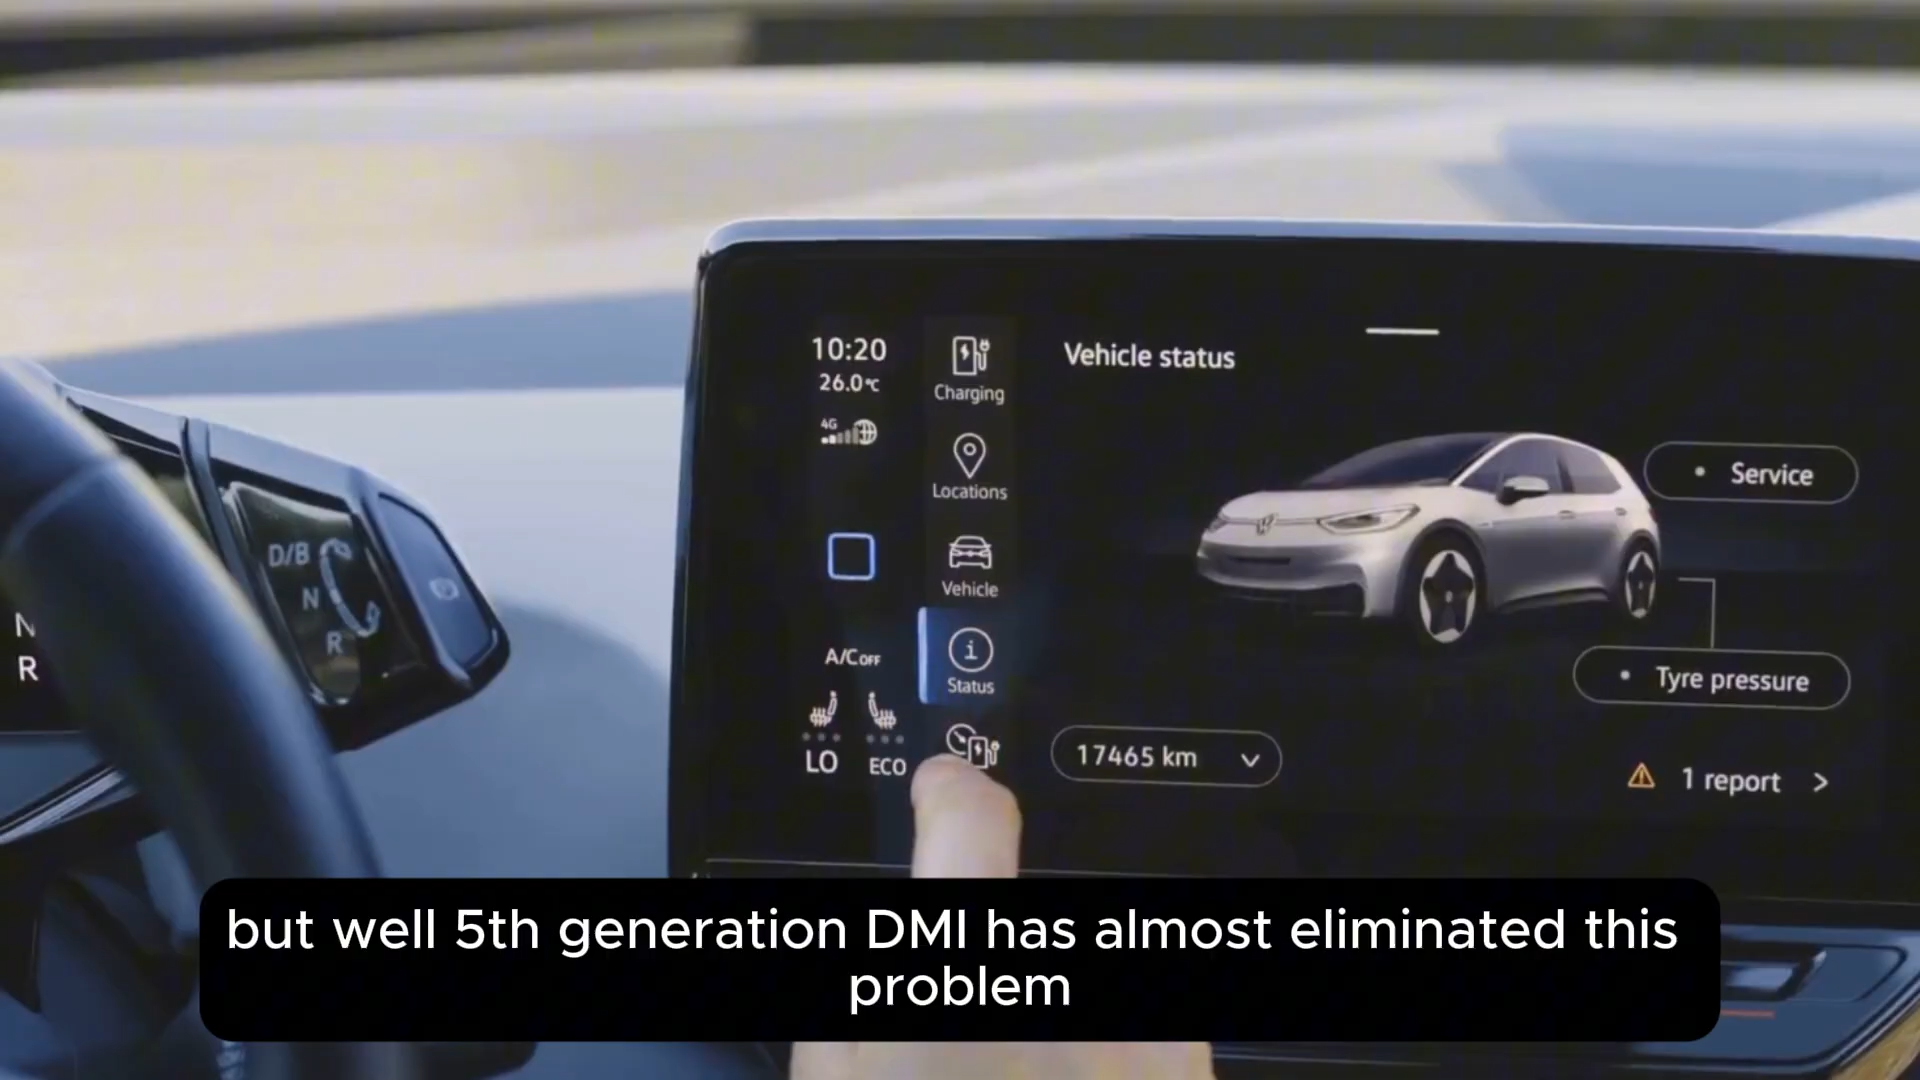 10:20
26.0°C
4G
Charging
Locations
Vehicle
Status
Vehicle status
Service
Tyre pressure
17465 km
1 report
A/C OFF
LO
ECO
D/B
N
R
N
R
but well 5th generation DMI has almost eliminated this
problem